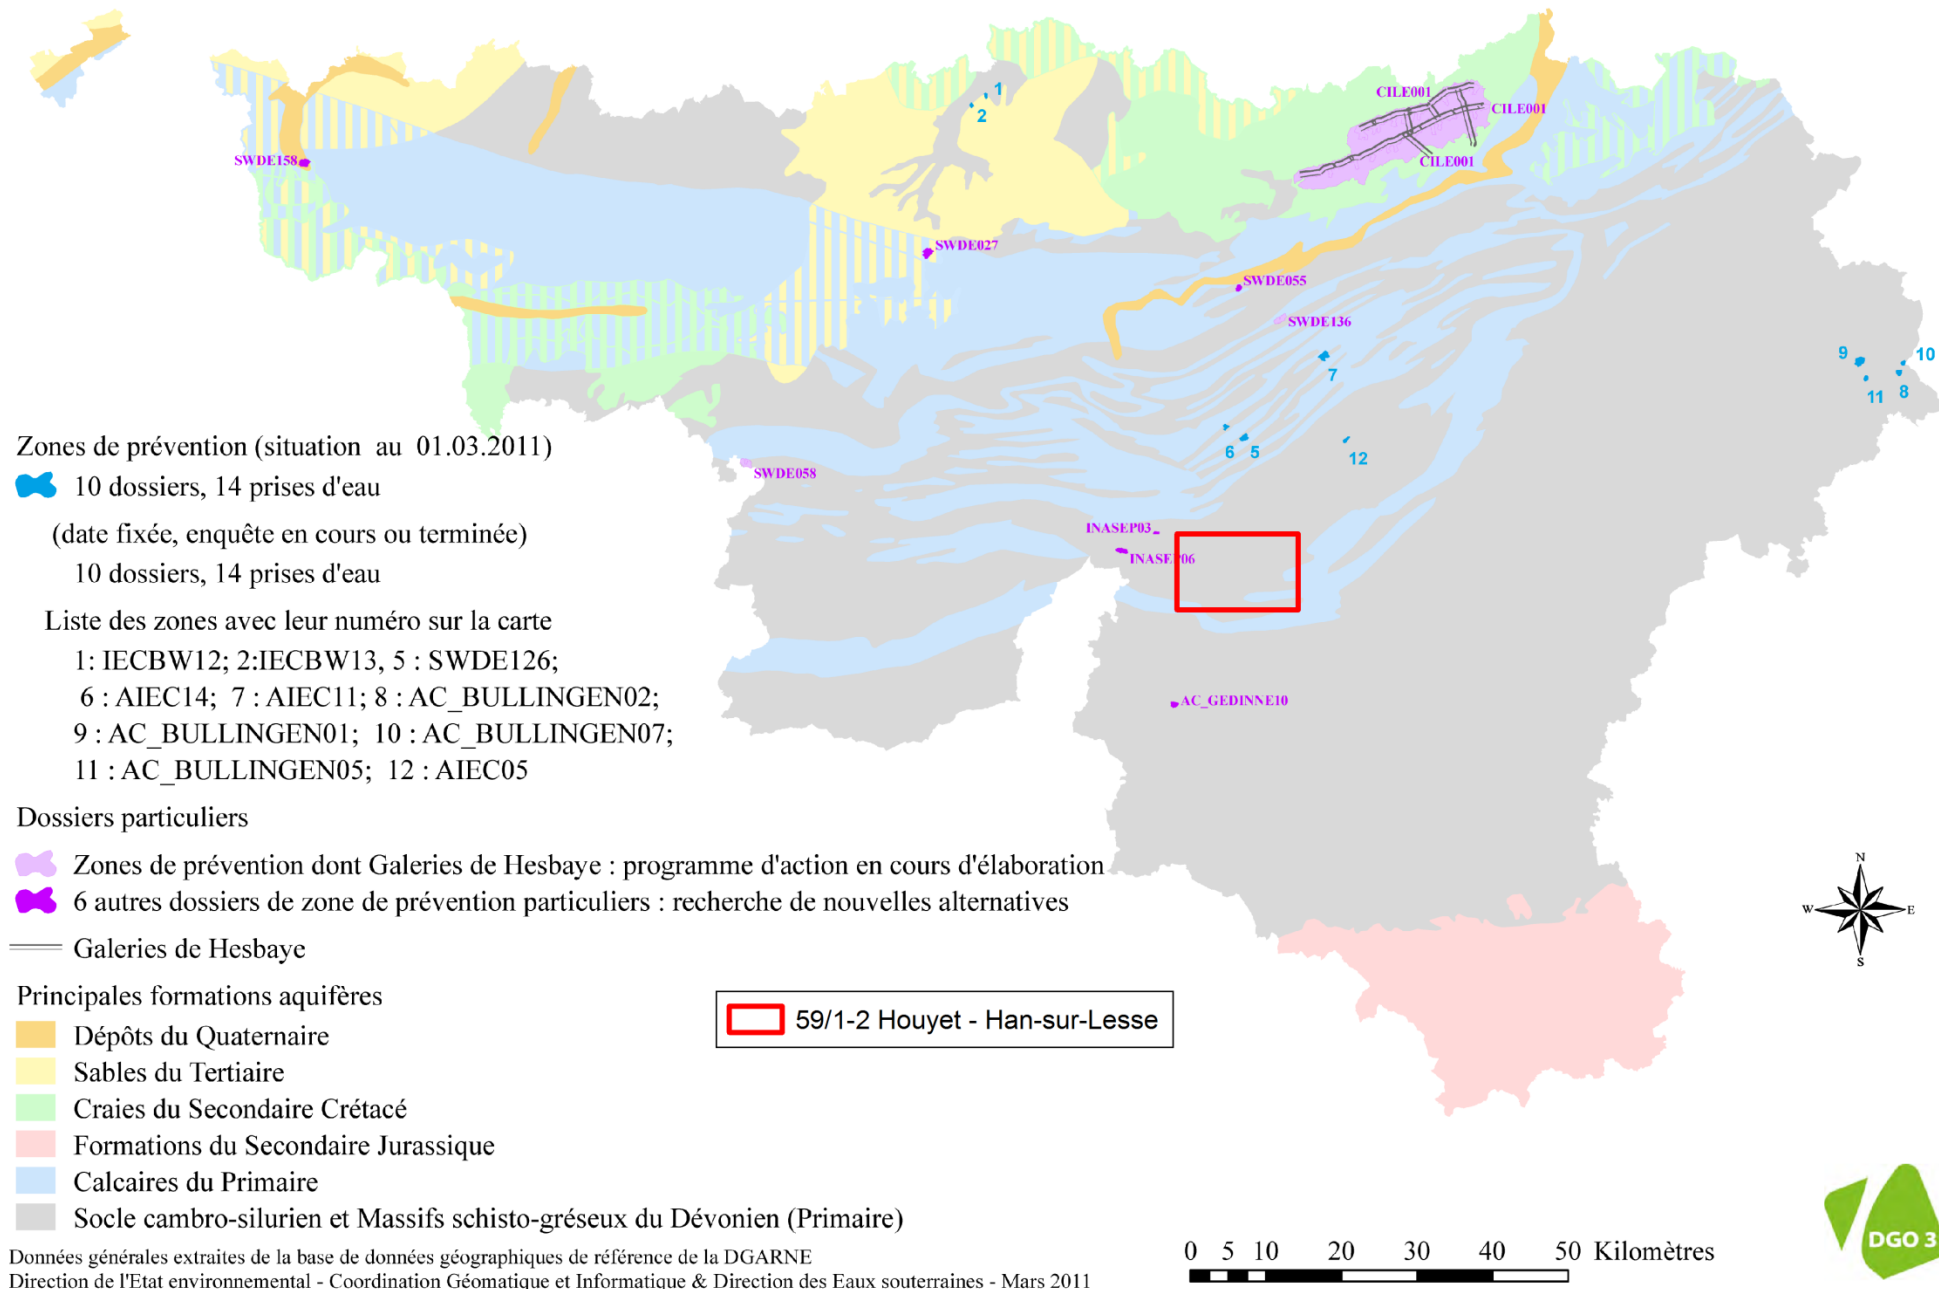 1
2
CILE001
CILE001
CILE001
SWDE158
SWDE027
SWDE055
SWDE136
7
9
10
11
8
6
5
12
SWDE058
INASEP03
INASEP06
AC_GEDINNE10
Zones de prévention (situation au 01.03.2011)
10 dossiers, 14 prises d'eau
(date fixée, enquête en cours ou terminée)
10 dossiers, 14 prises d'eau
Liste des zones avec leur numéro sur la carte
1: IECBW12; 2:IECBW13, 5 : SWDE126;
6 : AIEC14; 7 : AIEC11; 8 : AC_BULLINGEN02;
9 : AC_BULLINGEN01; 10 : AC_BULLINGEN07;
11 : AC_BULLINGEN05; 12 : AIEC05
Dossiers particuliers
Zones de prévention dont Galeries de Hesbaye : programme d'action en cours d'élaboration
6 autres dossiers de zone de prévention particuliers : recherche de nouvelles alternatives
Galeries de Hesbaye
Principales formations aquifères
Dépôts du Quaternaire
Sables du Tertiaire
Craies du Secondaire Crétacé
Formations du Secondaire Jurassique
Calcaires du Primaire
Socle cambro-silurien et Massifs schisto-gréseux du Dévonien (Primaire)
59/1-2 Houyet - Han-sur-Lesse
N
W
E
S
DGO 3
0 5 10 20 30 40 50 Kilomètres
Données générales extraites de la base de données géographiques de référence de la DGARNE
Direction de l'Etat environnemental - Coordination Géomatique et Informatique & Direction des Eaux souterraines - Mars 2011